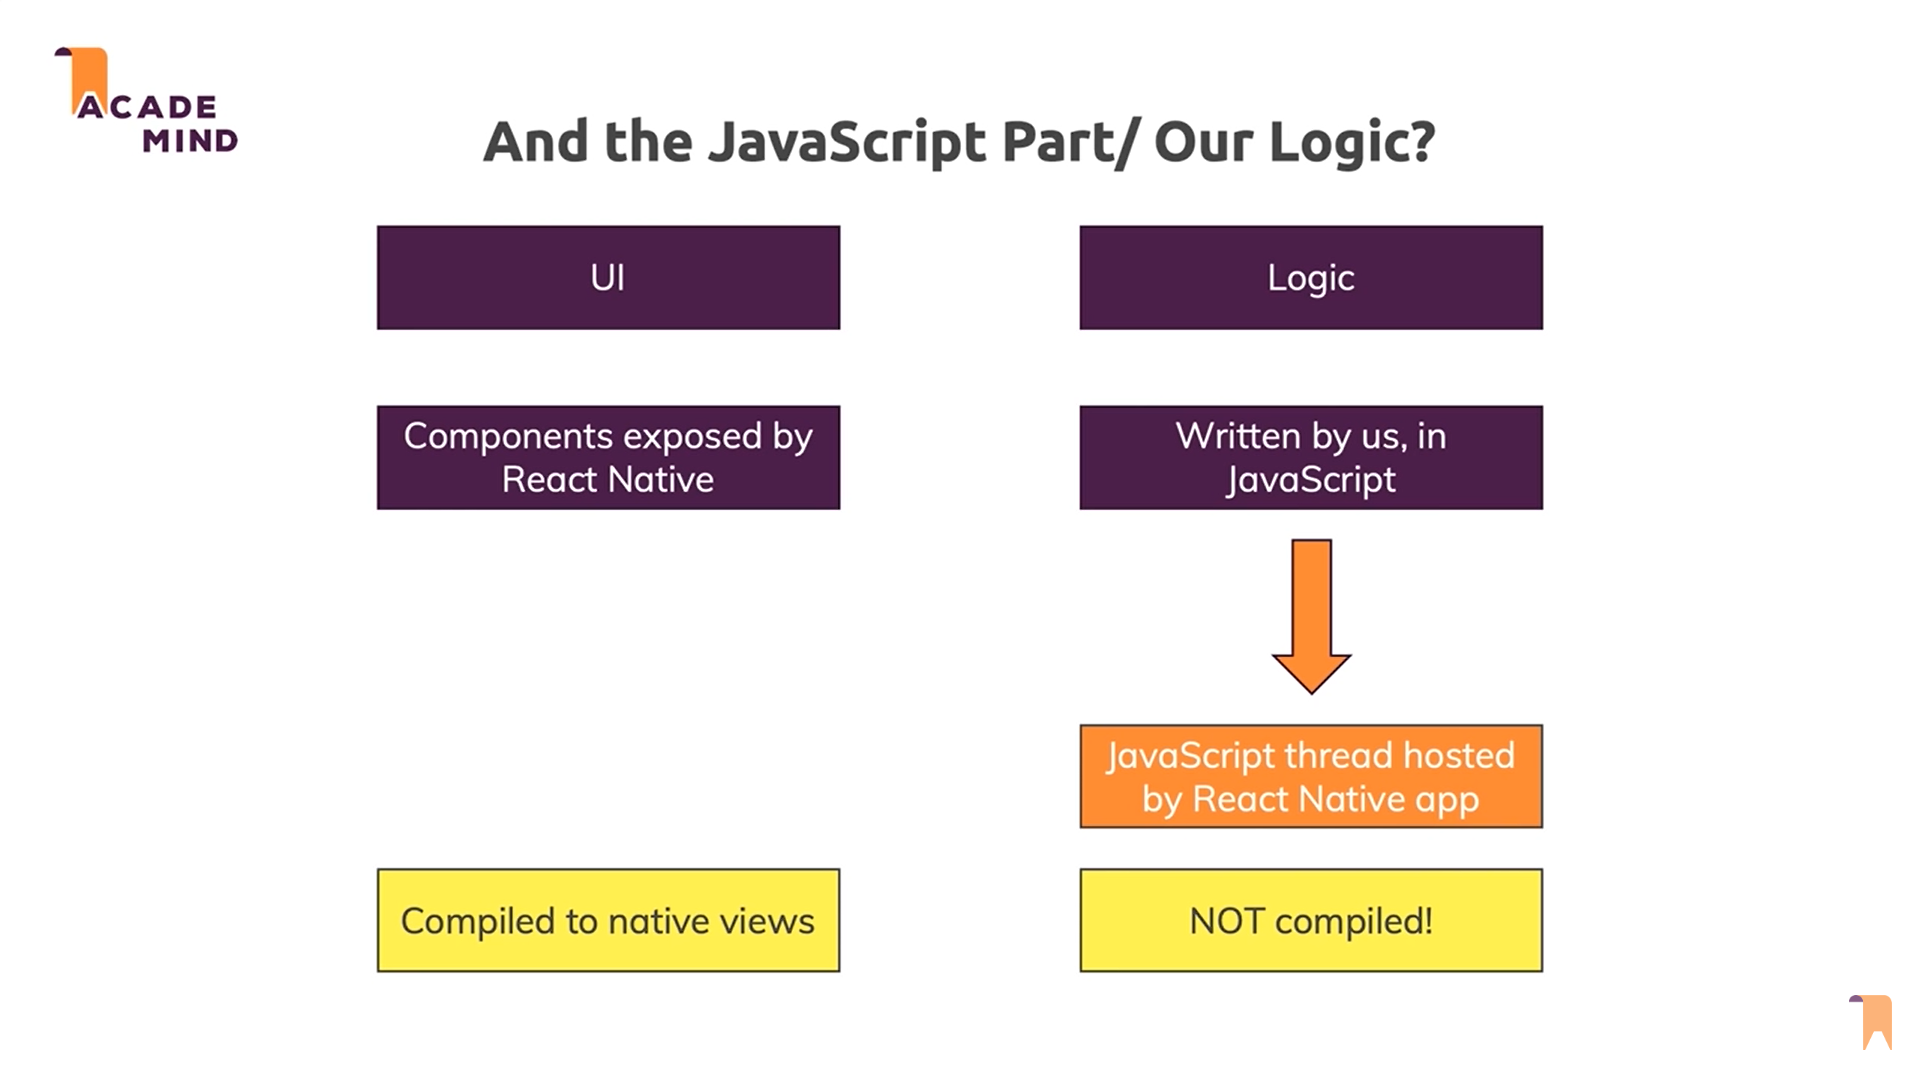 ACADE
MIND
And the JavaScript Part/ Our Logic?
UI
Logic
Components exposed by
React Native
Written by us, in
JavaScript
JavaScript thread hosted
by React Native app
Compiled to native views
NOT compiled!